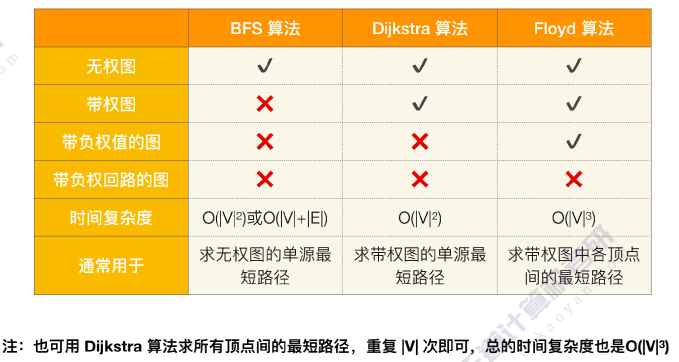 BFS 算法 Dijkstra 算法 Floyd 算法
无权图 ✓ ✓ ✓
带权图 ❌ ✓ ✓
带负权值的图 ❌ ❌ ✓
带负权回路的图 ❌ ❌ ❌
时间复杂度 O(|V|²)或O(|V|+|E|) O(|V|²) O(|V|³)
通常用于 求无权图的单源最短路径 求带权图的单源最短路径 求带权图中各顶点间的最短路径
注：也可用 Dijkstra 算法求所有顶点间的最短路径，重复 |V| 次即可，总的时间复杂度也是O(|V|³)